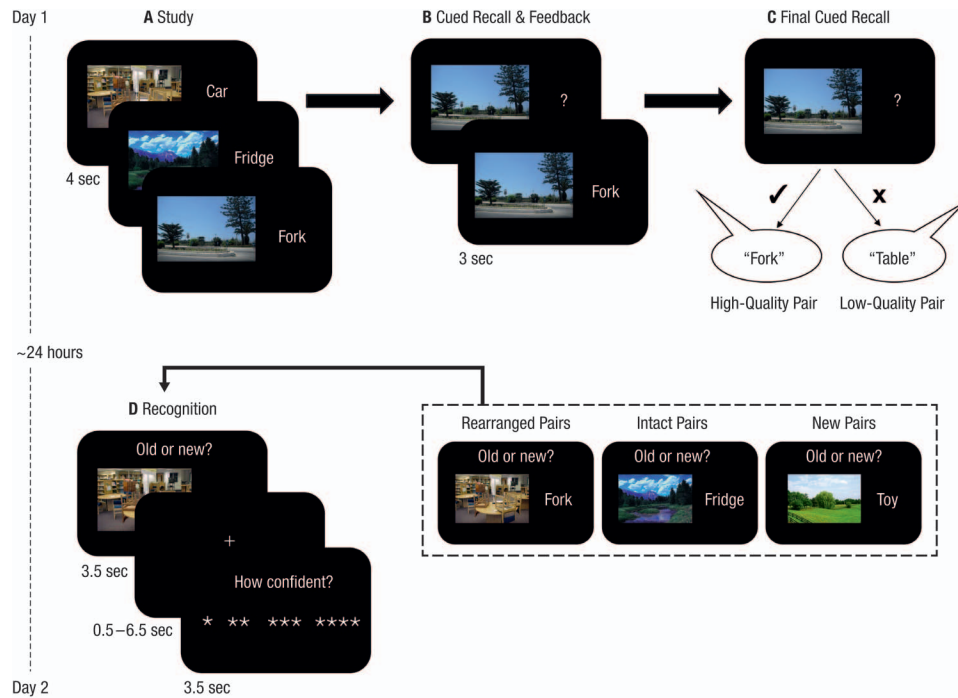 Day 1
A Study
B Cued Recall & Feedback
C Final Cued Recall
Car
Fridge
Fork
4 sec
?
Fork
3 sec
?
✓
x
“Fork”
“Table”
High-Quality Pair
Low-Quality Pair
~24 hours
D Recognition
Old or new?
+
How confident?
* ** *** ****
3.5 sec
0.5–6.5 sec
3.5 sec
Rearranged Pairs
Intact Pairs
New Pairs
Old or new?
Fork
Old or new?
Fridge
Old or new?
Toy
Day 2